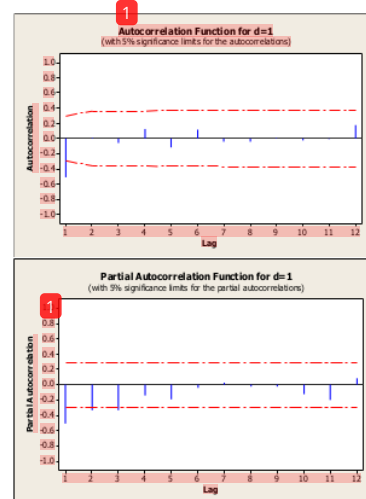 1
Autocorrelation Function for d=1
(with 5% significance limits for the autocorrelations)
1.0
0.8
0.6
0.4
0.2
0.0
-0.2
-0.4
-0.6
-0.8
-1.0
Autocorrelation
1 2 3 4 5 6 7 8 9 10 11 12
Lag
Partial Autocorrelation Function for d=1
(with 5% significance limits for the partial autocorrelations)
1
0.8
0.6
0.4
0.2
0.0
-0.2
-0.4
-0.6
-0.8
-1.0
Partial Autocorrelation
1 2 3 4 5 6 7 8 9 10 11 12
Lag